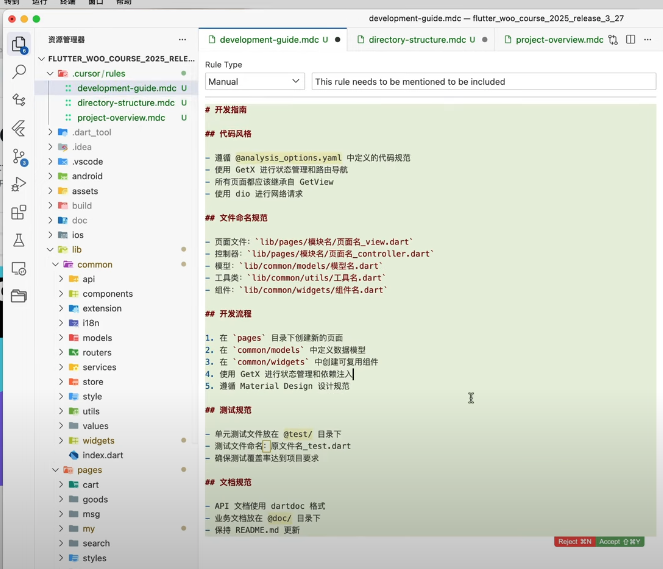 转到 运行 终端 窗口 帮助
development-guide.mdc — flutter_woo_course_2025_release_3_27
资源管理器
development-guide.mdc U
directory-structure.mdc U
project-overview.mdc
FLUTTER_WOO_COURSE_2025_RELE...
Rule Type
.cursor/rules
Manual
This rule needs to be mentioned to be included
development-guide.mdc U
directory-structure.mdc U
project-overview.mdc U
.dart_tool
.idea
.vscode
android
assets
build
doc
ios
lib
common
api
components
extension
i18n
models
routers
services
store
style
utils
values
widgets
index.dart
pages
cart
goods
msg
my
search
styles
# 开发指南
## 代码风格
- 遵循 @analysis_options.yaml 中定义的代码规范
- 使用 GetX 进行状态管理和路由导航
- 所有页面都应该继承自 GetView
- 使用 dio 进行网络请求
## 文件命名规范
- 页面文件：`lib/pages/模块名/页面名_view.dart`
- 控制器：`lib/pages/模块名/页面名_controller.dart`
- 模型：`lib/common/models/模型名.dart`
- 工具类：`lib/common/utils/工具名.dart`
- 组件：`lib/common/widgets/组件名.dart`
## 开发流程
1. 在 `pages` 目录下创建新的页面
2. 在 `common/models` 中定义数据模型
3. 在 `common/widgets` 中创建可复用组件
4. 使用 GetX 进行状态管理和依赖注入
5. 遵循 Material Design 设计规范
## 测试规范
- 单元测试文件放在 @test/ 目录下
- 测试文件命名：原文件名_test.dart
- 确保测试覆盖率达到项目要求
## 文档规范
- API 文档使用 dartdoc 格式
- 业务文档放在 @doc/ 目录下
- 保持 README.md 更新
Reject ⌘N Accept ⇧⌘Y